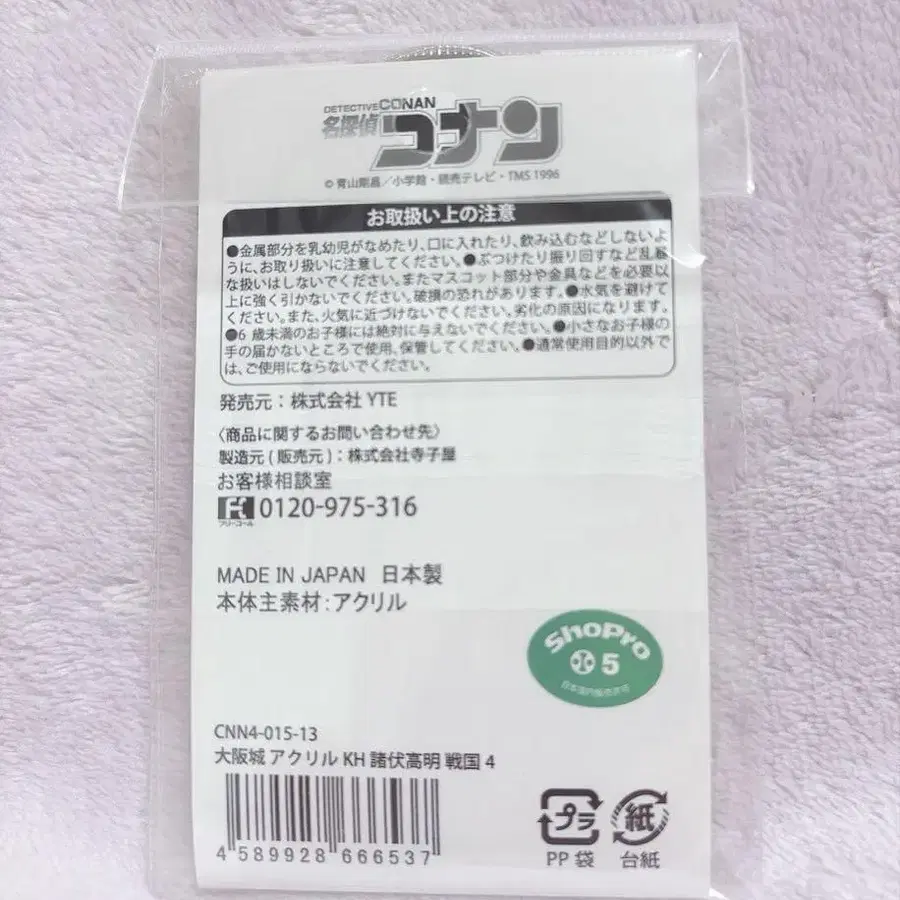 DETECTIVE CONAN
名探偵コナン
©青山剛昌／小学館・読売テレビ・TMS 1996
お取扱い上の注意
●金属部分を乳幼児がなめたり、口に入れたり、飲み込むなどしないよ
うに、お取り扱いに注意してください。●ぶつけたり振り回すなど乱暴
な扱いはしないでください。またマスコット部分や金具などを必要以
上に強く引かないでください。破損の恐れがあります。●水気を避けて
ください。また、火気に近づけないでください。劣化の原因になります。
●6 歳未満のお子様には絶対に与えないでください。●小さなお子様の
手の届かないところで使用、保管してください。●通常使用目的以外で
は、ご使用にならないでください。
発売元：株式会社 YTE
〈商品に関するお問い合わせ先〉
製造元 ( 販売元 )：株式会社寺子屋
お客様相談室
フリーコール 0120-975-316
MADE IN JAPAN 日本製
本体主素材：アクリル
ShoPro
小 5
日本国内販売許可
CNN4-015-13
大阪城 アクリル KH 諸伏高明 戦国 4
4 589928 666537
プラ 紙
PP 袋 台紙